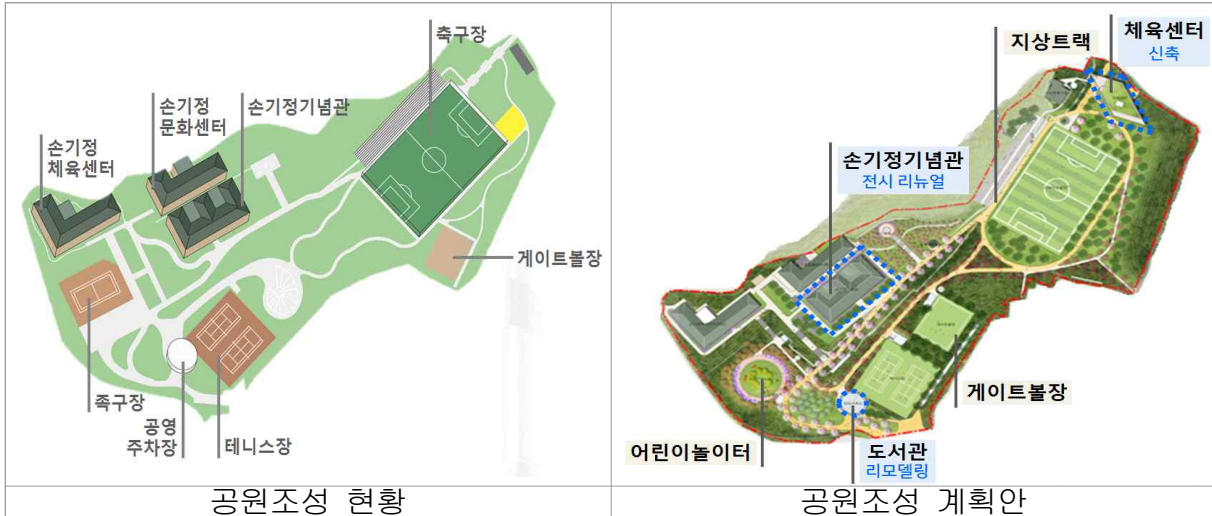 축구장
손기정
문화센터
손기정기념관
손기정
체육센터
게이트볼장
족구장
공영
주차장
테니스장
공원조성 현황
지상트랙
체육센터
신축
손기정기념관
전시 리뉴얼
게이트볼장
어린이놀이터
도서관
리모델링
공원조성 계획안